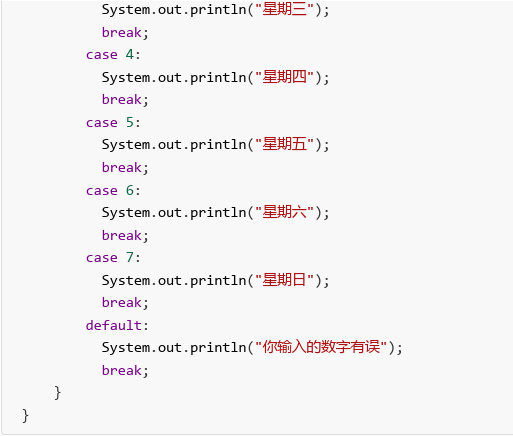 System.out.println("星期三");
break;
case 4:
System.out.println("星期四");
break;
case 5:
System.out.println("星期五");
break;
case 6:
System.out.println("星期六");
break;
case 7:
System.out.println("星期日");
break;
default:
System.out.println("你输入的数字有误");
break;
}
}